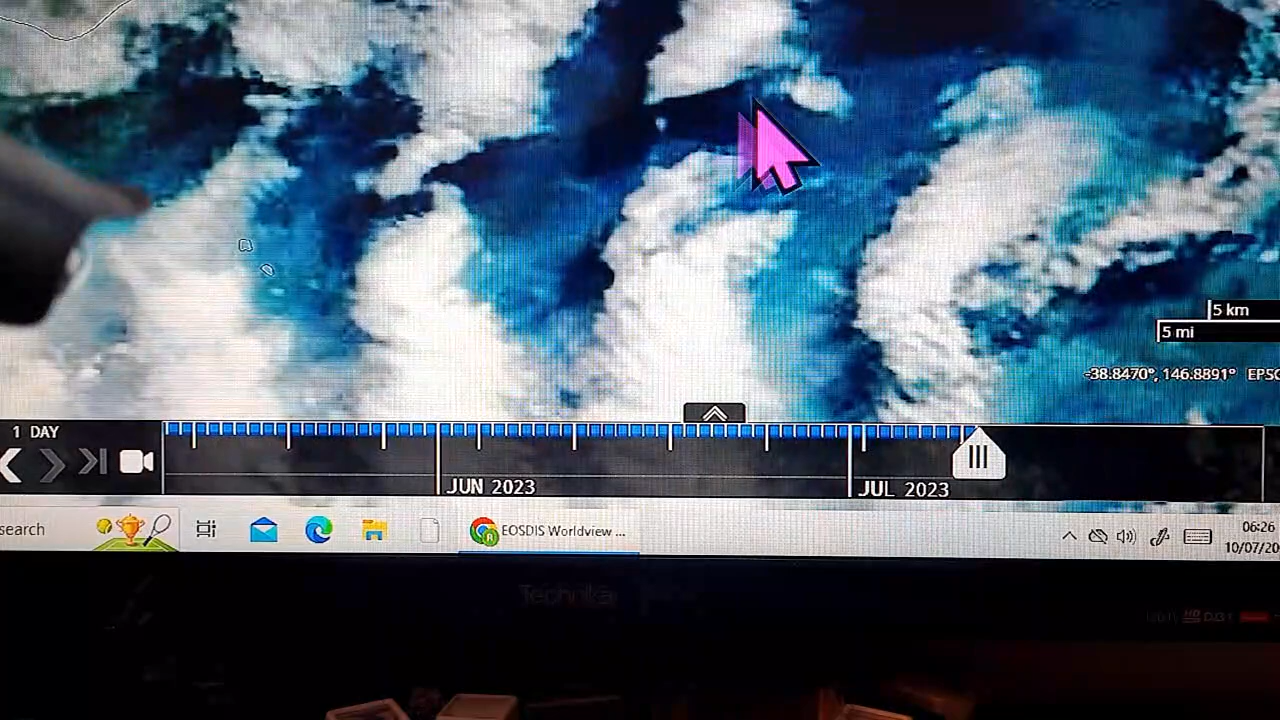 5 km
5 mi
-38.8470°, 146.8891° EPSG
1 DAY
JUN 2023
JUL 2023
search
EOSDIS Worldview ...
06:26
10/07/20
Technika